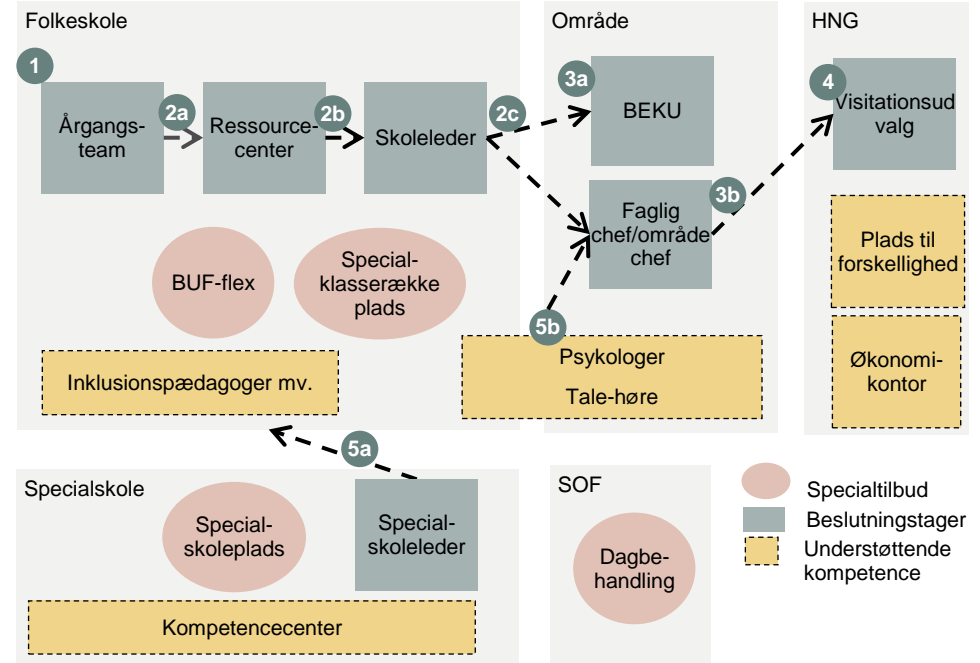 Folkeskole
1
Årgangs-
team
2a
Ressource-
center
2b
Skoleleder
2c
BUF-flex
Special-
klasserække
plads
Inklusionspædagoger mv.
Område
3a
BEKU
Faglig
chef/område
chef
3b
5b
Psykologer
Tale-høre
HNG
4
Visitationsud
valg
Plads til
forskellighed
Økonomi-
kontor
5a
Specialskole
Special-
skoleplads
Special-
skoleleder
Kompetencecenter
SOF
Dagbe-
handling
Specialtilbud
Beslutningstager
Understøttende
kompetence